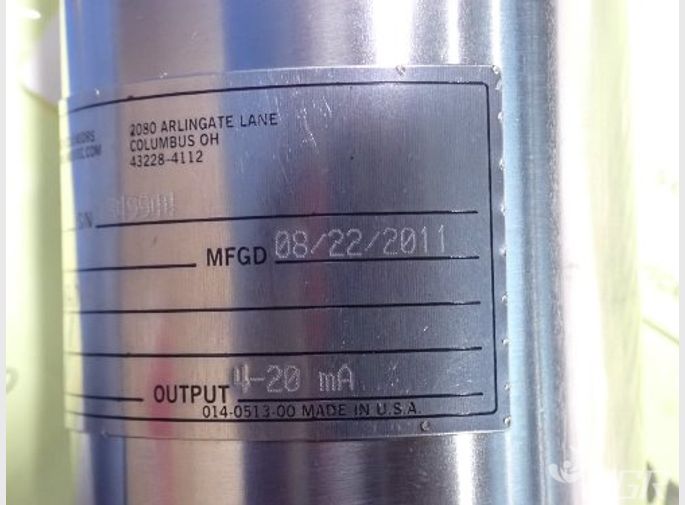 2080 ARLINGATE LANE
COLUMBUS OH
43228-4112
S/N
MFGD 08/22/2011
OUTPUT 4-20 mA
014-0513-00 MADE IN U.S.A.